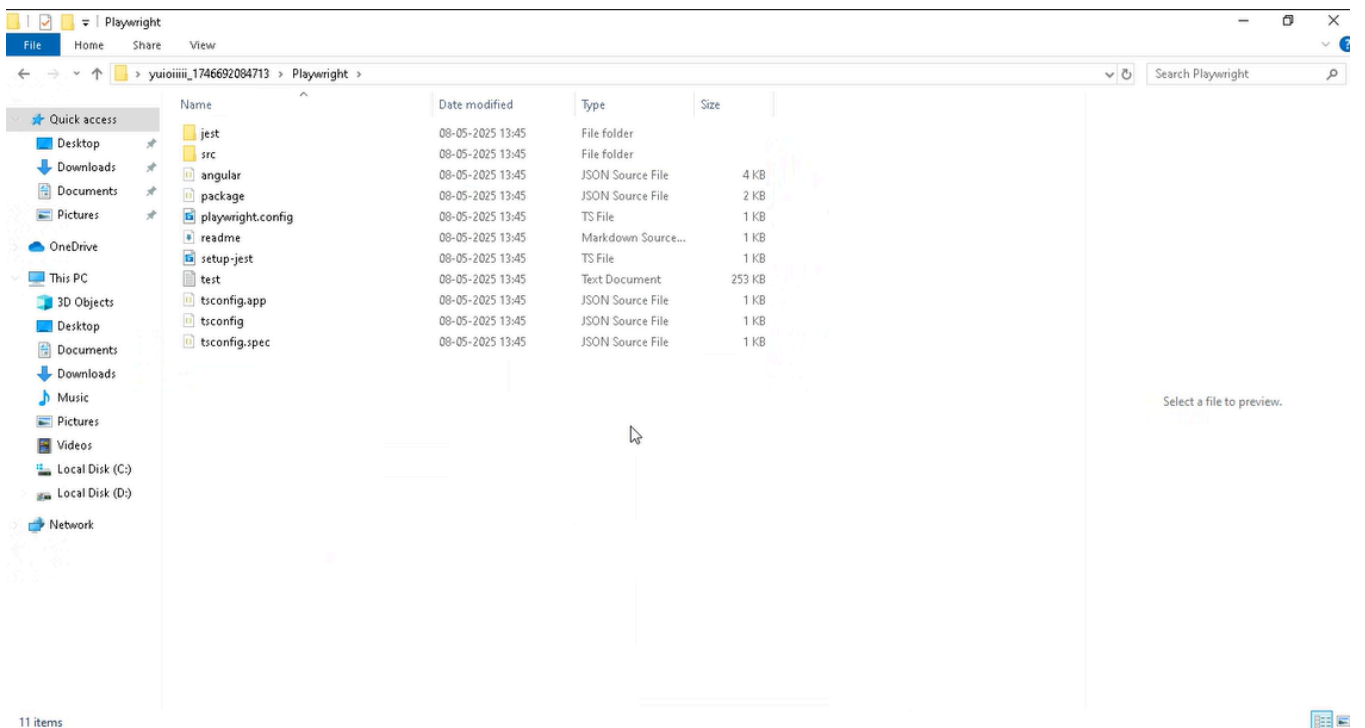 Playwright
File Home Share View
yuioiiiii_1746692084713 > Playwright >
Search Playwright
Name Date modified Type Size
Quick access
Desktop
Downloads
Documents
Pictures
OneDrive
This PC
3D Objects
Desktop
Documents
Downloads
Music
Pictures
Videos
Local Disk (C:)
Local Disk (D:)
Network
jest 08-05-2025 13:45 File folder
src 08-05-2025 13:45 File folder
angular 08-05-2025 13:45 JSON Source File 4 KB
package 08-05-2025 13:45 JSON Source File 2 KB
playwright.config 08-05-2025 13:45 TS File 1 KB
readme 08-05-2025 13:45 Markdown Source... 1 KB
setup-jest 08-05-2025 13:45 TS File 1 KB
test 08-05-2025 13:45 Text Document 253 KB
tsconfig.app 08-05-2025 13:45 JSON Source File 1 KB
tsconfig 08-05-2025 13:45 JSON Source File 1 KB
tsconfig.spec 08-05-2025 13:45 JSON Source File 1 KB
Select a file to preview.
11 items